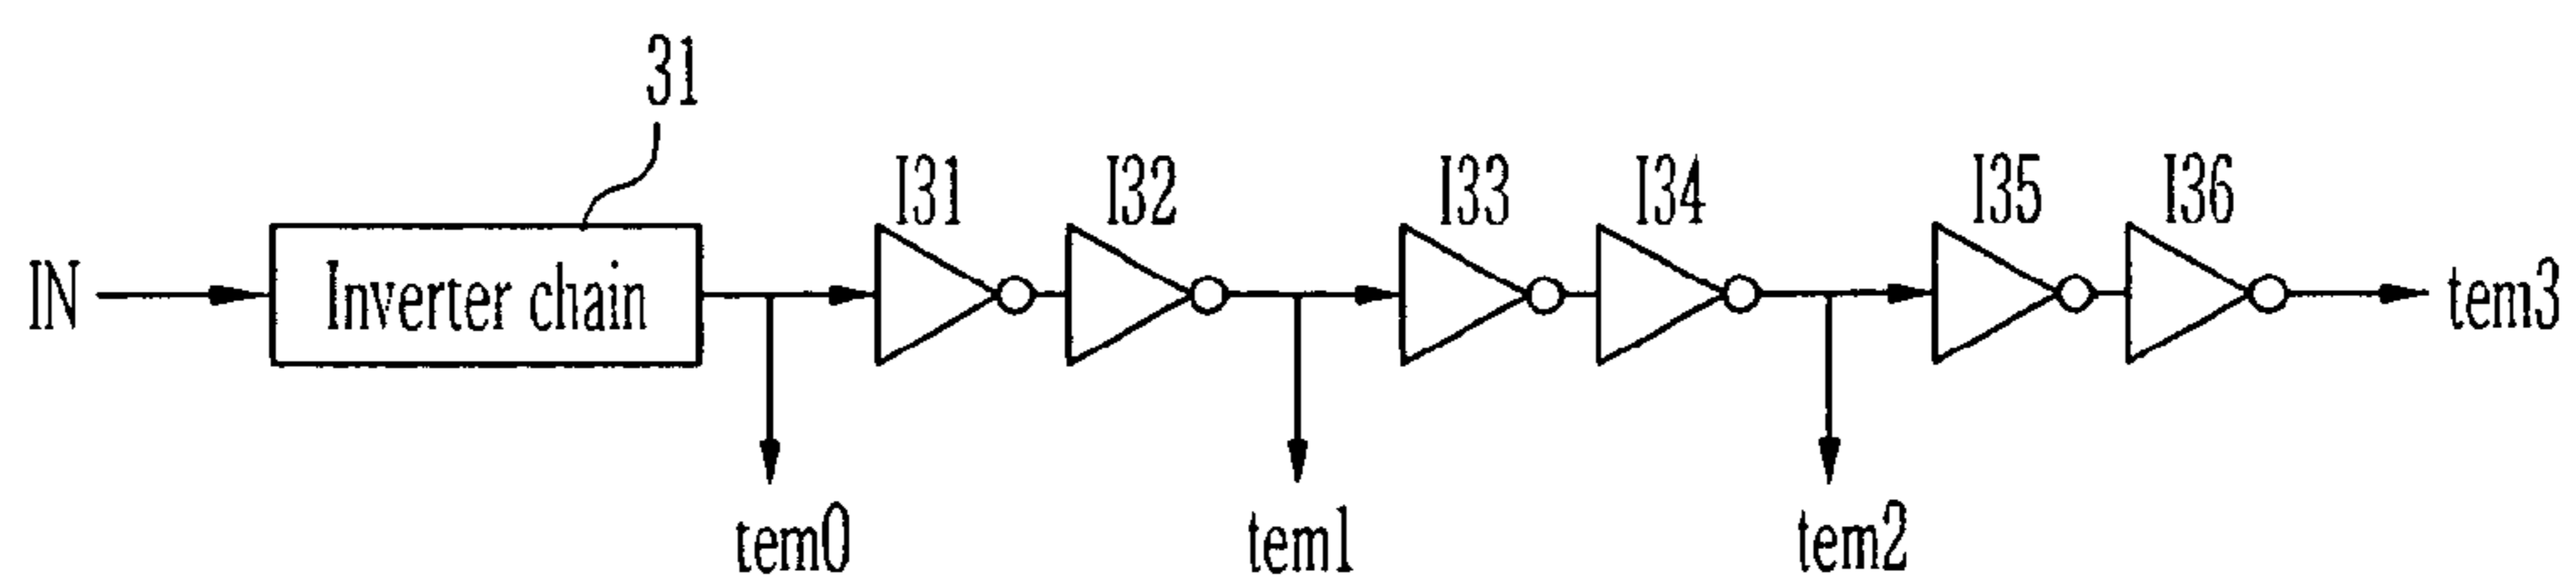 31
I31 I32 I33 I34 I35 I36
IN Inverter chain tem3
tem0 tem1 tem2